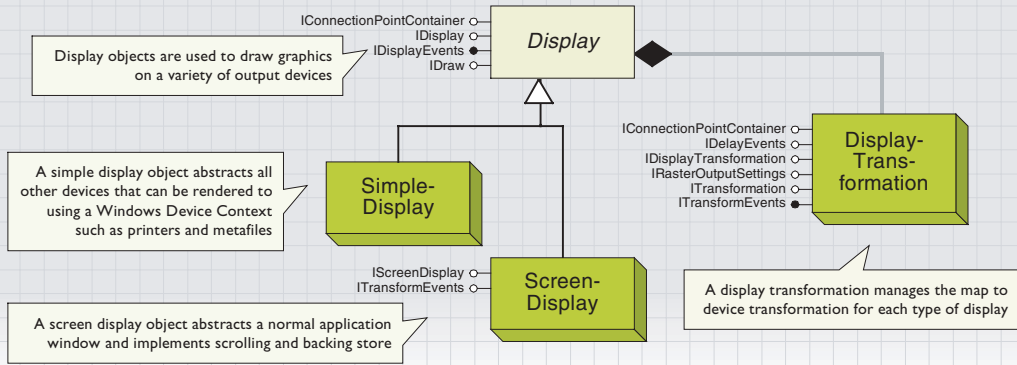 IConnectionPointContainer
IDisplay
IDisplayEvents
IDraw
Display
Display objects are used to draw graphics
on a variety of output devices
IConnectionPointContainer
IDelayEvents
IDisplayTransformation
IRasterOutputSettings
ITransformation
ITransformEvents
Display-
Trans-
formation
A simple display object abstracts all
other devices that can be rendered to
using a Windows Device Context
such as printers and metafiles
Simple-
Display
IScreenDisplay
ITransformEvents
Screen-
Display
A display transformation manages the map to
device transformation for each type of display
A screen display object abstracts a normal application
window and implements scrolling and backing store